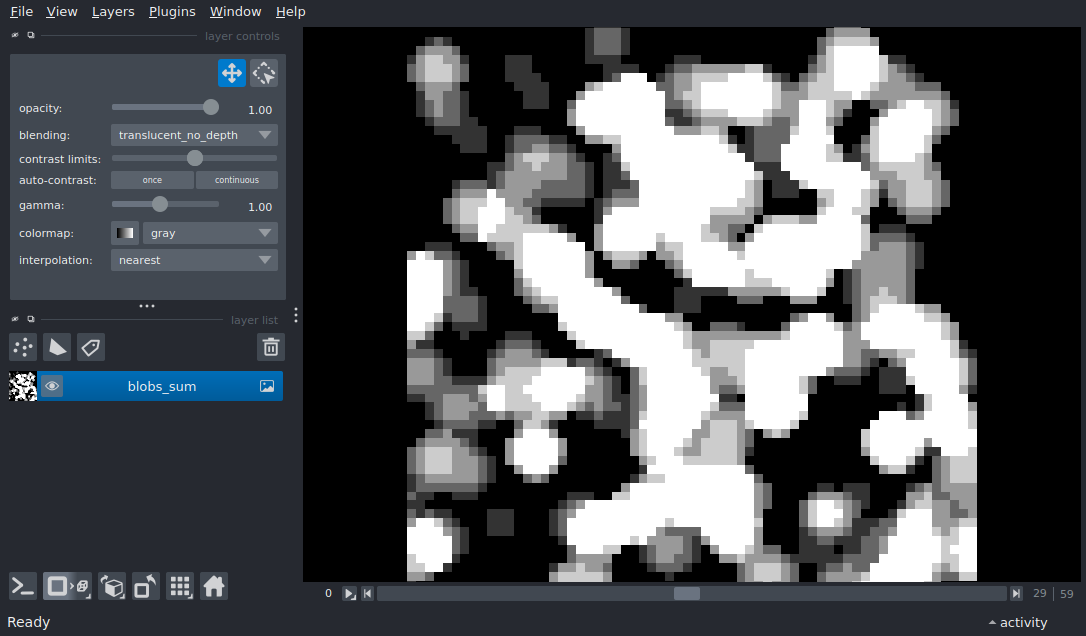 File View Layers Plugins Window Help
layer controls
opacity: 1.00
blending: translucent_no_depth
contrast limits:
auto-contrast: once continuous
gamma: 1.00
colormap: gray
interpolation: nearest
layer list
blobs_sum
0 29 59
Ready activity